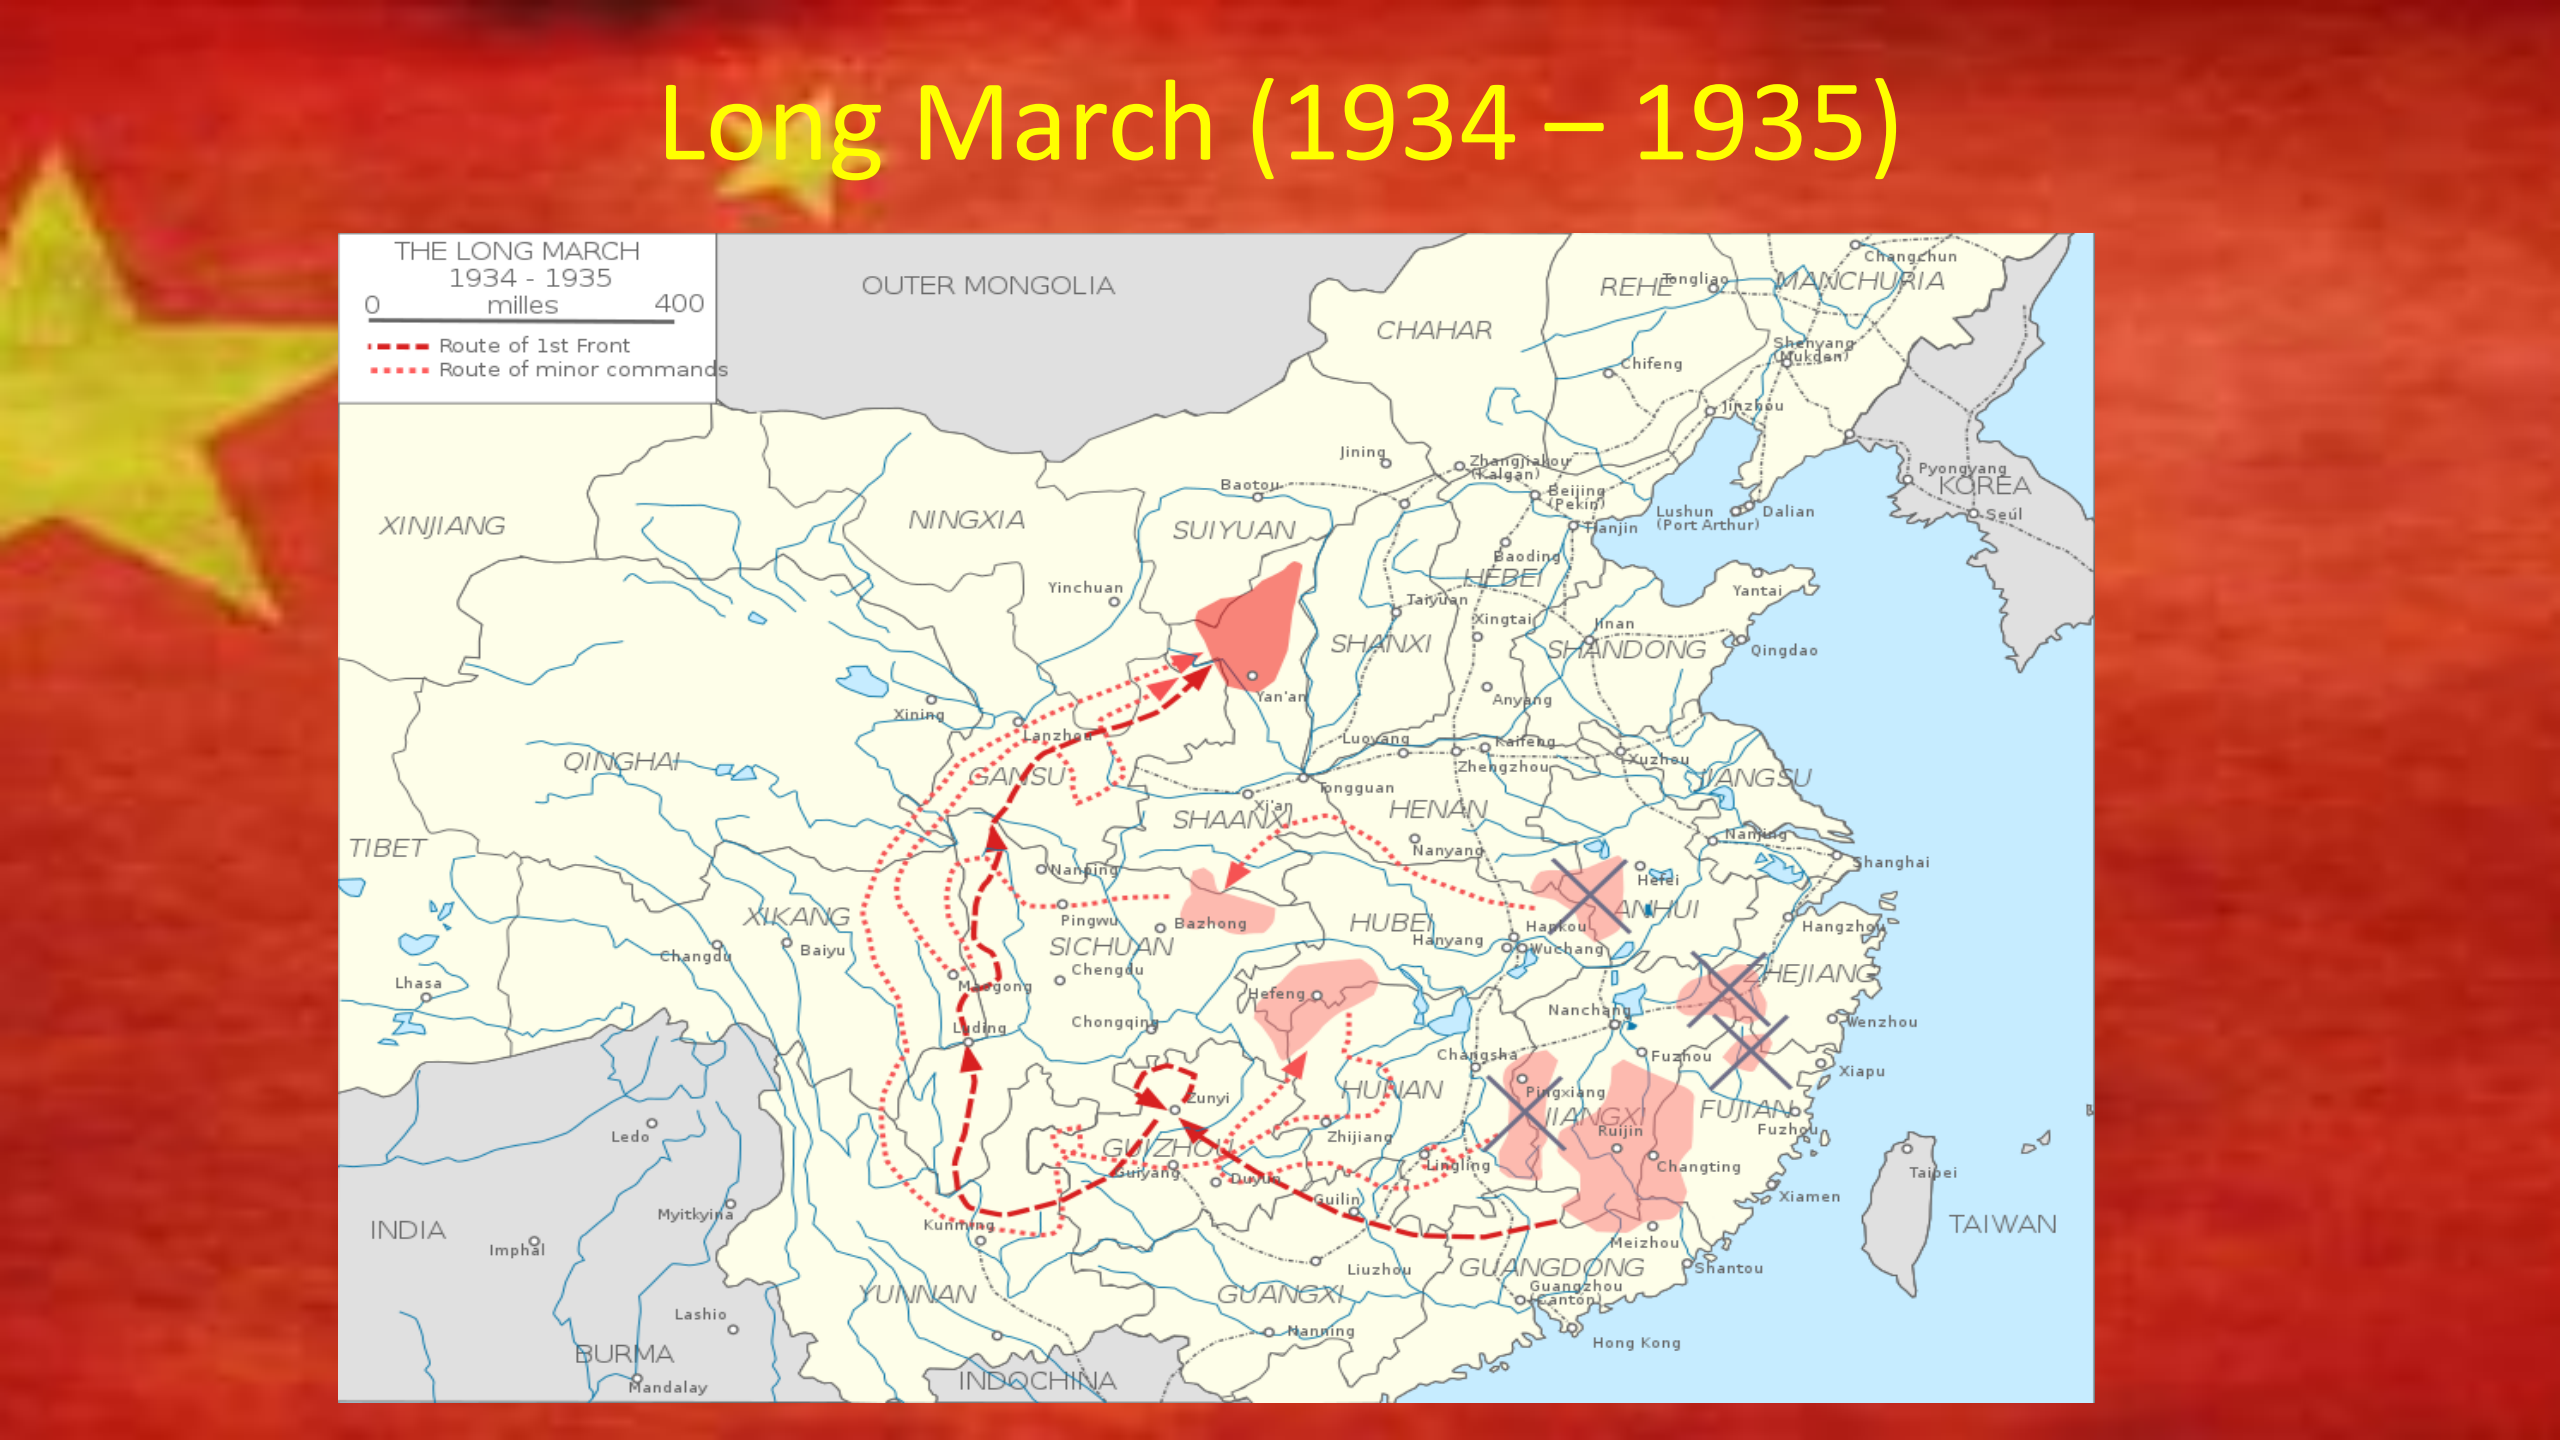 Long March (1934 – 1935)
THE LONG MARCH
1934 - 1935
0 milles 400
Route of 1st Front
Route of minor commands
OUTER MONGOLIA
Changchun
REHE
Tongliao
MANCHURIA
CHAHAR
Shenyang
(Mukden)
Chifeng
Jinzhou
Jining
Zhangjiakou
(Kalgan)
Baotou
Beijing
(Pekín)
Pyongyang
KOREA
Lushun
(Port Arthur)
Dalian
Seúl
XINJIANG
NINGXIA
SUIYUAN
Tianjin
Baoding
HEBEI
Yinchuan
Yantai
Taiyuan
Xingtai
Jinan
SHANXI
SHANDONG
Qingdao
Yan'an
Anyang
Xining
Lanzhou
Luoyang
Kaifeng
Zhengzhou
Xuzhou
QINGHAI
GANSU
JIANGSU
Tongguan
Xi'an
SHAANXI
HENAN
Nanjing
TIBET
Nanyang
Shanghai
Nanping
Hefei
XIKANG
Pingwu
Bazhong
HUBEI
ANHUI
Hankou
Hangzhou
Baiyu
SICHUAN
Hanyang
Wuchang
Changdu
Chengdu
ZHEJIANG
Lhasa
Maogong
Hefeng
Nanchang
Wenzhou
Luding
Chongqing
Changsha
Fuzhou
Xiapu
Zunyi
HUNAN
Pingxiang
JIANGXI
FUJIAN
Fuzhou
Ledo
Zhijiang
Ruijin
GUIZHOU
Guiyang
Duyun
Lingling
Changting
Taipei
Guilin
Xiamen
Myitkyina
Kunming
TAIWAN
INDIA
Imphal
Meizhou
Liuzhou
GUANGDONG
Shantou
YUNNAN
GUANGXI
Guangzhou
(Canton)
Lashio
Nanning
Hong Kong
BURMA
Mandalay
INDOCHINA